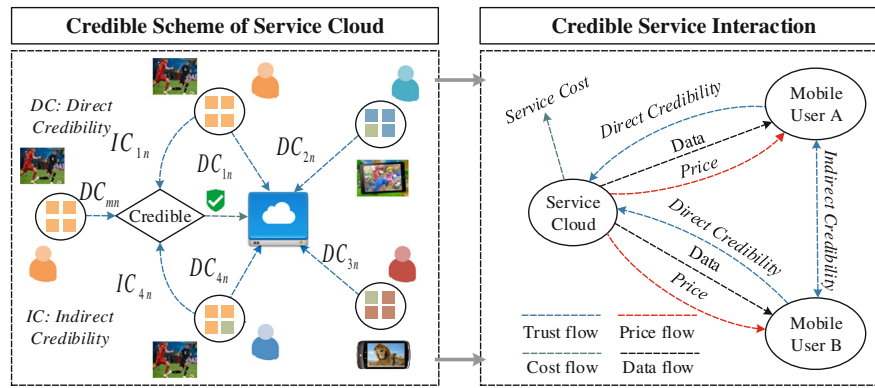 Credible Scheme of Service Cloud
DC: Direct
Credibility
IC1n
DC1n
DC2n
DCmn
Credible
IC4n
DC4n
DC3n
IC: Indirect
Credibility
Credible Service Interaction
Service Cost
Direct Credibility
Data
Price
Mobile
User A
Service
Cloud
Indirect Credibility
Direct Credibility
Data
Price
Mobile
User B
Trust flow
Price flow
Cost flow
Data flow